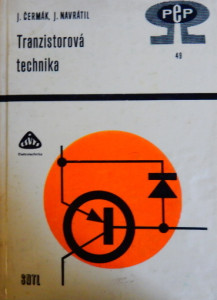 J. ČERMÁK, J. NAVRÁTIL
Tranzistorová
technika
PEP
49
SNTL